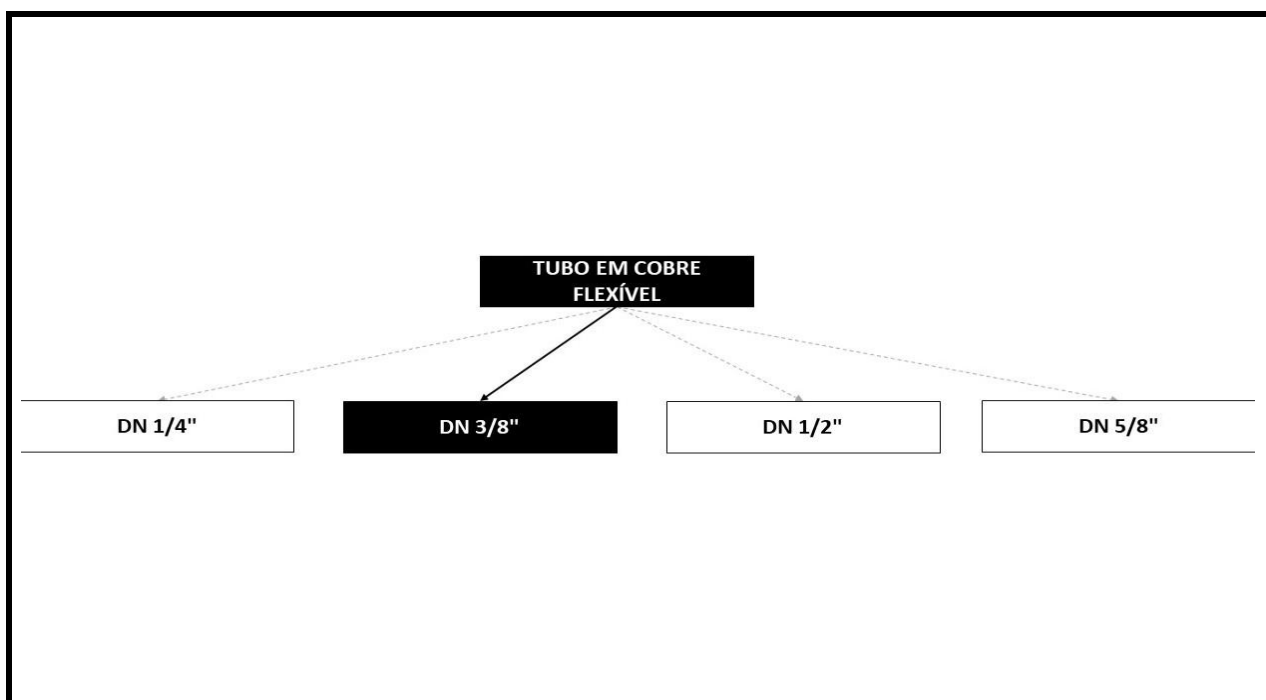 TUBO EM COBRE
FLEXÍVEL
DN 1/4"
DN 3/8"
DN 1/2"
DN 5/8"